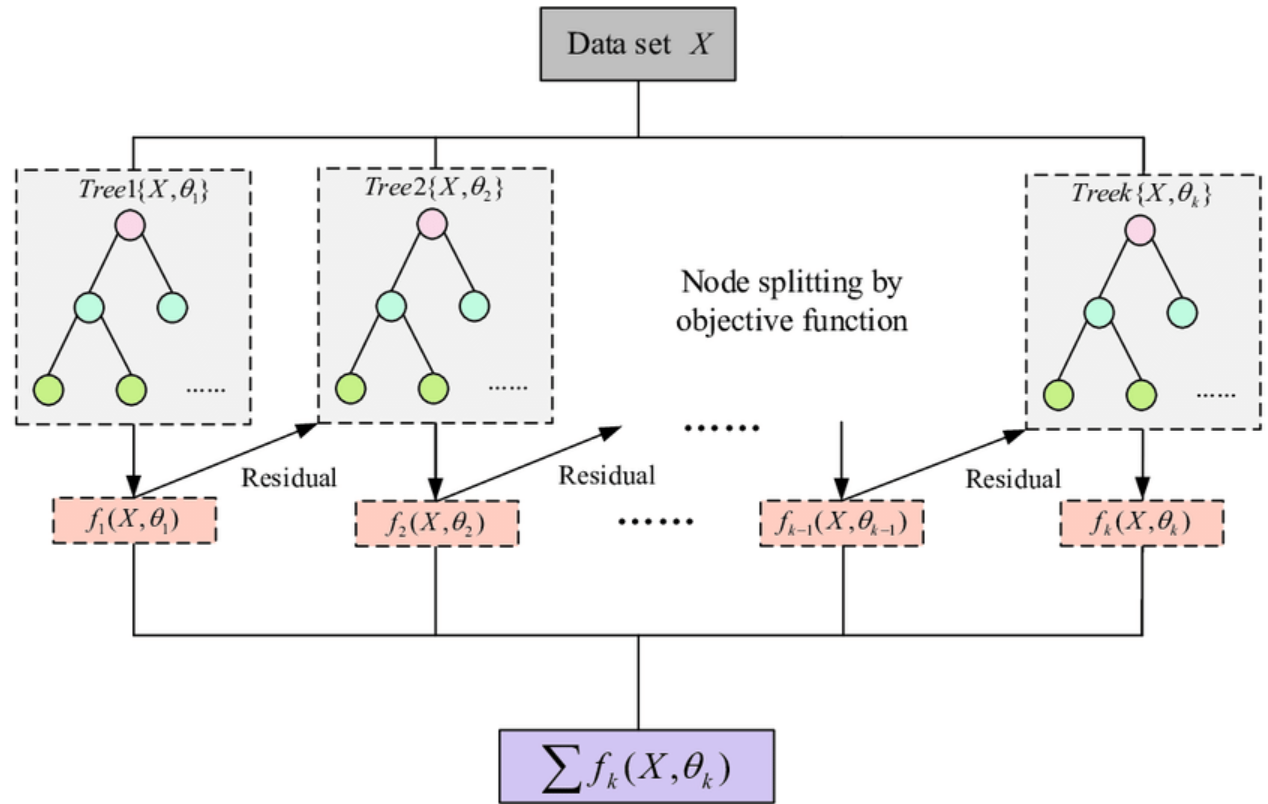 Data set X
Tree1{X,θ₁}
Tree2{X,θ₂}
Treek{X,θₖ}
Node splitting by
objective function
......
......
......
......
Residual
Residual
Residual
f₁(X,θ₁)
f₂(X,θ₂)
......
fₖ₋₁(X,θₖ₋₁)
fₖ(X,θₖ)
∑fₖ(X,θₖ)